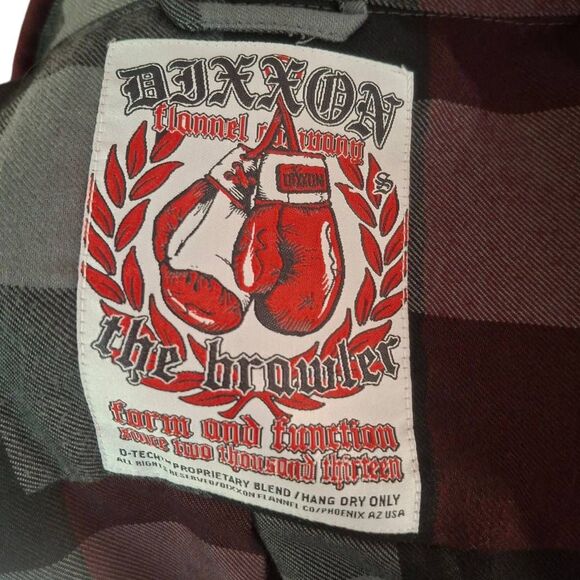 DIXXON
flannel company
DIXXON
S
the brawler
form and function
since two thousand thirteen
D-TECH™ PROPRIETARY BLEND / HANG DRY ONLY
ALL RIGHTS RESERVED/DIXXON FLANNEL CO/PHOENIX AZ USA